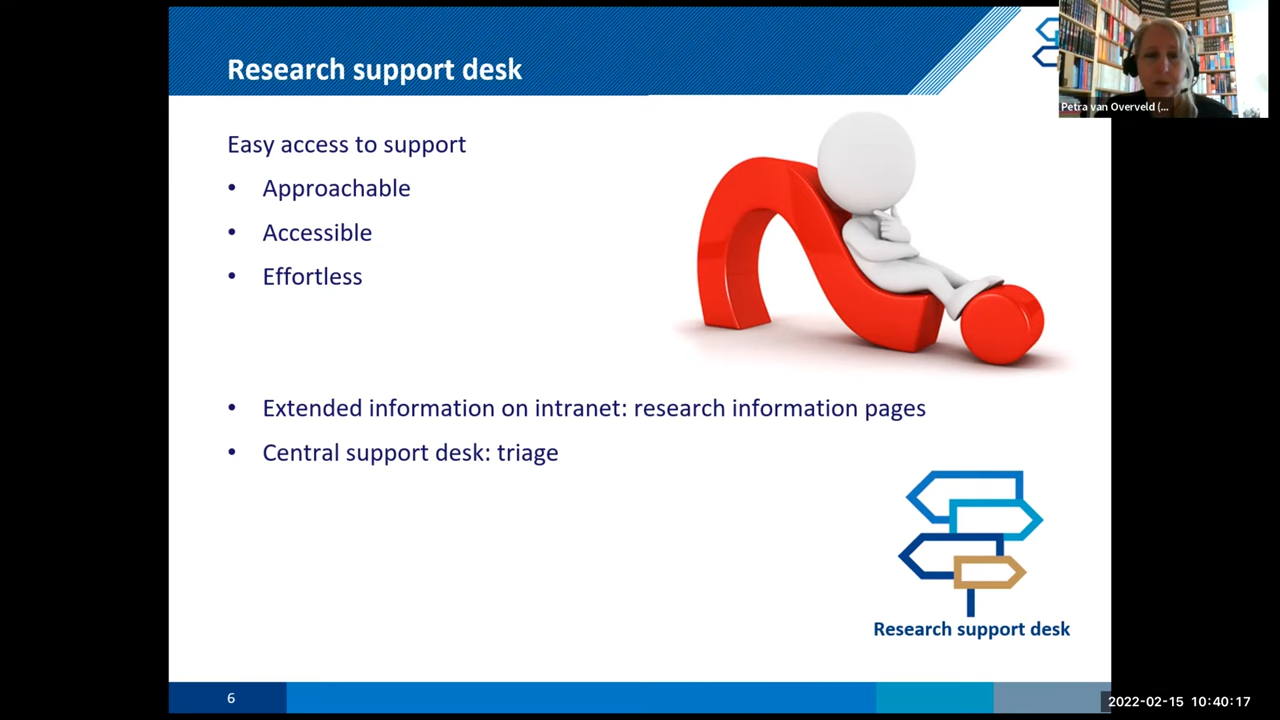 Research support desk
Petra van Overveld (...
Easy access to support
• Approachable
• Accessible
• Effortless
• Extended information on intranet: research information pages
• Central support desk: triage
Research support desk
6
2022-02-15 10:40:17